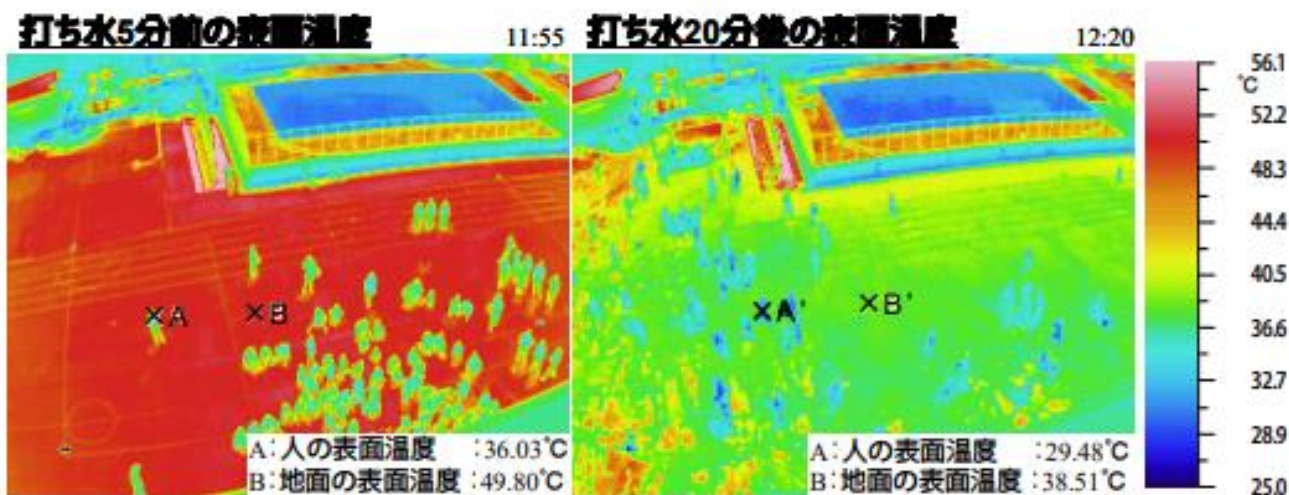 打ち水5分前の表面温度 11:55
打ち水20分後の表面温度 12:20
×A
×B
A:人の表面温度 :36.03℃
B:地面の表面温度 :49.80℃
×A'
×B'
A:人の表面温度 :29.48℃
B:地面の表面温度 :38.51℃
56.1
℃
52.2
48.3
44.4
40.5
36.6
32.7
28.9
25.0